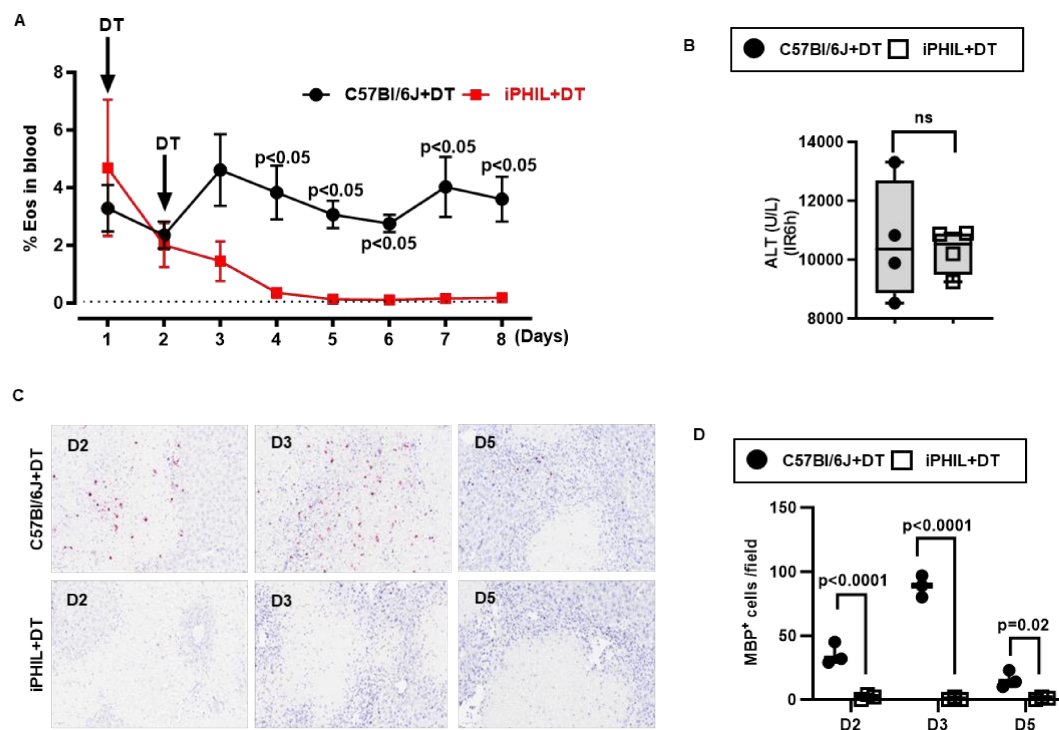 A
DT
8
6
4
2
0
% Eos in blood
C57Bl/6J+DT
iPHIL+DT
DT
p<0.05
p<0.05
p<0.05
p<0.05
p<0.05
1 2 3 4 5 6 7 8 (Days)
B
C57Bl/6J+DT
iPHIL+DT
ns
14000
12000
10000
8000
ALT (U/L)
(IR6h)
C
C57Bl/6J+DT
D2
D3
D5
iPHIL+DT
D2
D3
D5
D
C57Bl/6J+DT
iPHIL+DT
150
100
50
0
MBP⁺ cells /field
p<0.0001
p<0.0001
p=0.02
D2 D3 D5